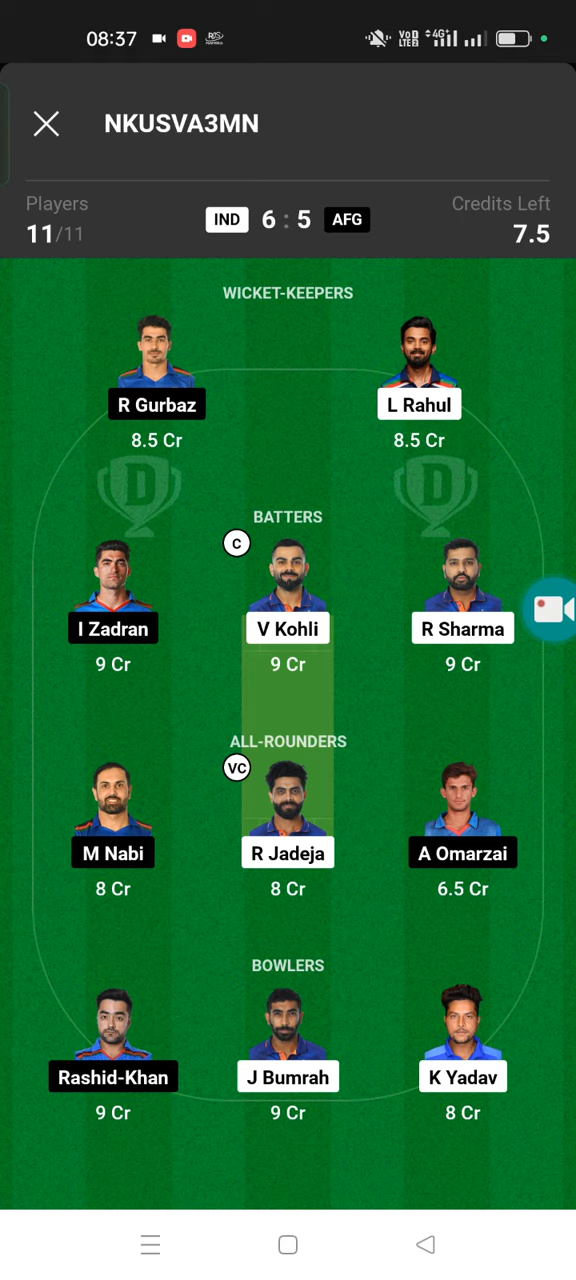 08:37
VoD
LTE2
4G+
NKUSVA3MN
Players
Credits Left
11/11
IND 6 : 5 AFG
7.5
WICKET-KEEPERS
R Gurbaz
L Rahul
8.5 Cr
8.5 Cr
D
D
BATTERS
C
I Zadran
V Kohli
R Sharma
9 Cr
9 Cr
9 Cr
ALL-ROUNDERS
VC
M Nabi
R Jadeja
A Omarzai
8 Cr
8 Cr
6.5 Cr
BOWLERS
Rashid-Khan
J Bumrah
K Yadav
9 Cr
9 Cr
8 Cr